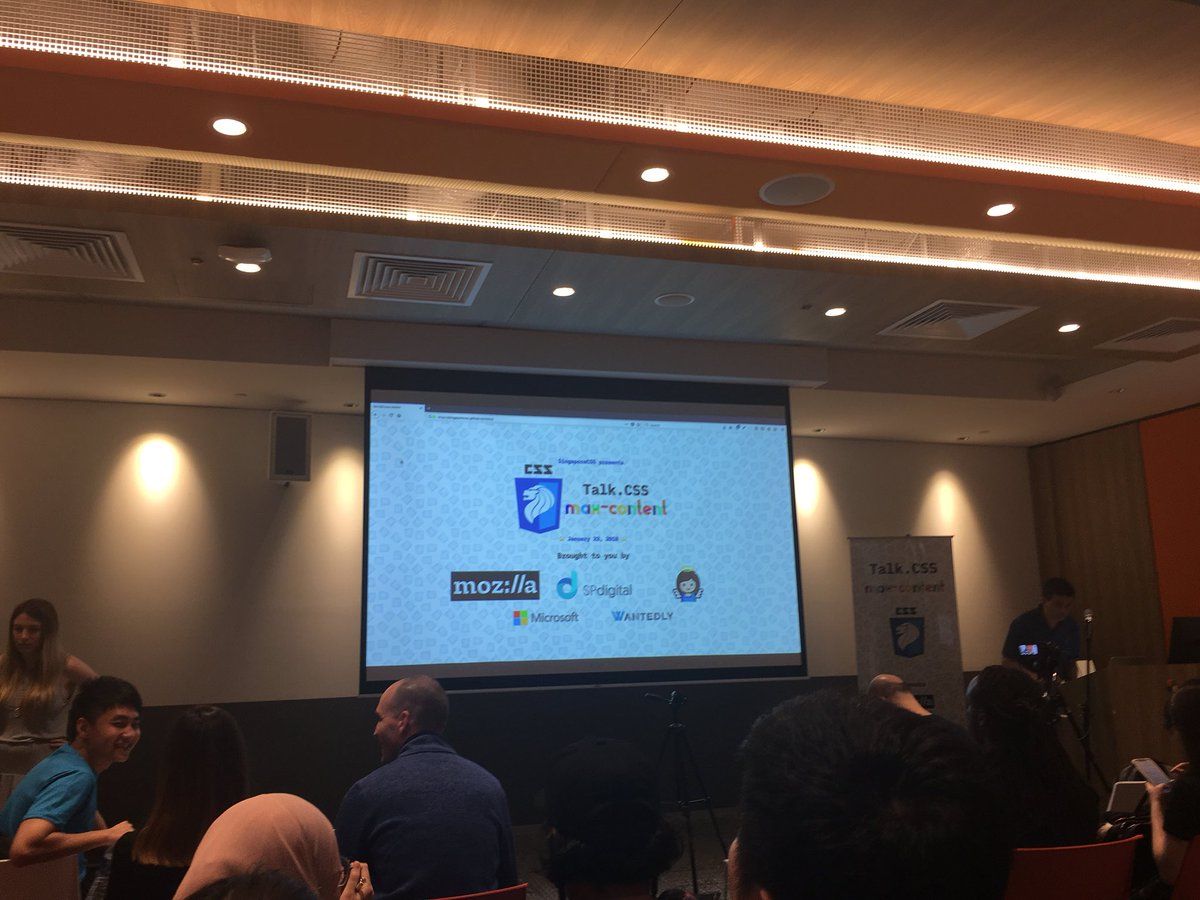 SingaporeCSS presents
CSS
Talk.CSS
max-content
January 23, 2018
Brought to you by
moz://a
SPdigital
Microsoft
WANTEDLY
Talk.CSS
max-content
CSS